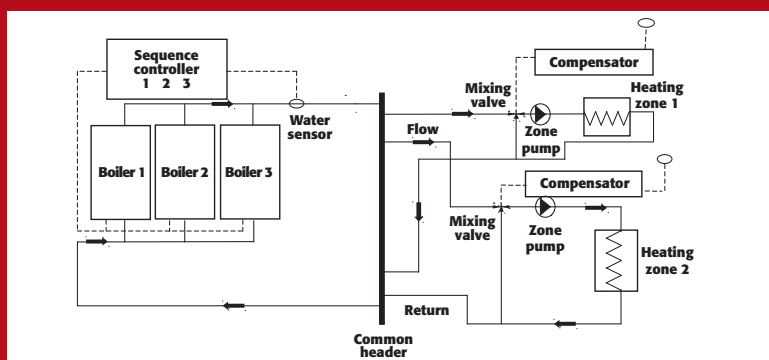 Sequence
controller
1 2 3
Boiler 1
Boiler 2
Boiler 3
Water
sensor
Common
header
Flow
Return
Mixing
valve
Compensator
Zone
pump
Heating
zone 1
Mixing
valve
Compensator
Zone
pump
Heating
zone 2